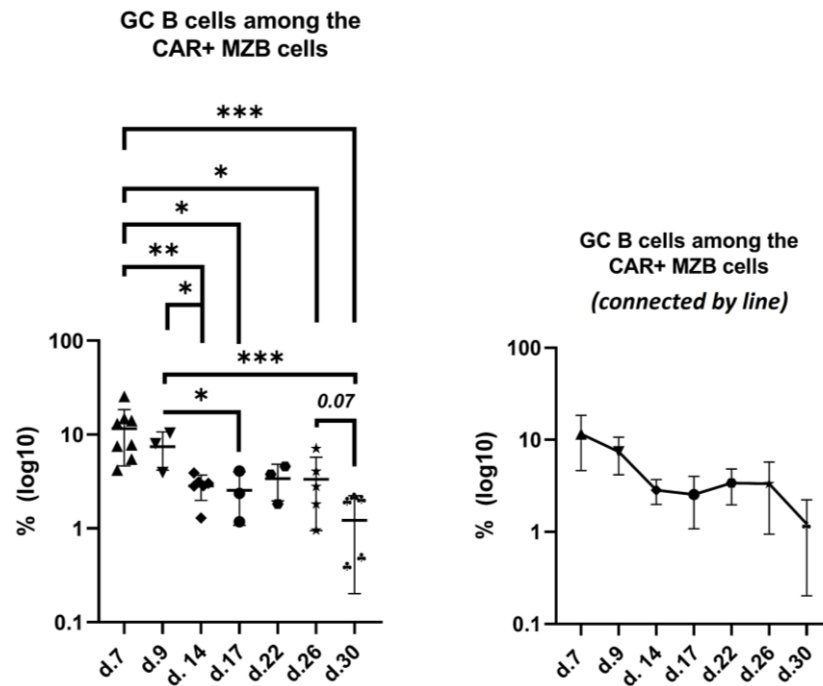 GC B cells among the
CAR+ MZB cells
***
*
*
**
*
***
*
0.07
% (log10)
100
10
1
0.1
d.7
d.9
d. 14
d.17
d.22
d.26
d.30
GC B cells among the
CAR+ MZB cells
(connected by line)
% (log10)
100
10
1
0.1
d.7
d.9
d. 14
d.17
d.22
d.26
d.30